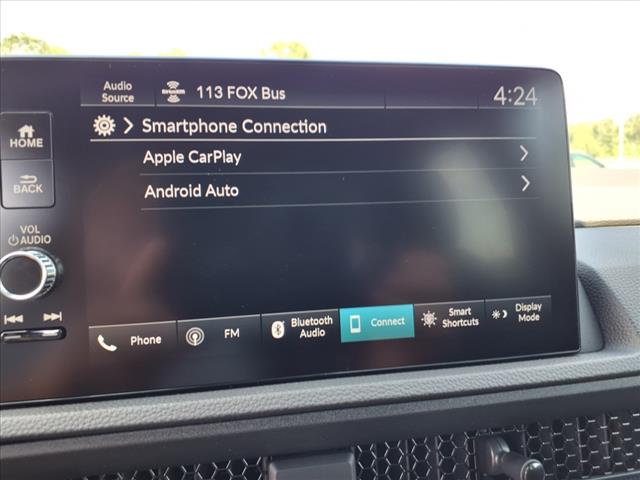 Audio
Source
SiriusXM
113 FOX Bus
4:24
HOME
Smartphone Connection
Apple CarPlay
BACK
Android Auto
VOL
AUDIO
Phone
FM
Bluetooth
Audio
Connect
Smart
Shortcuts
Display
Mode